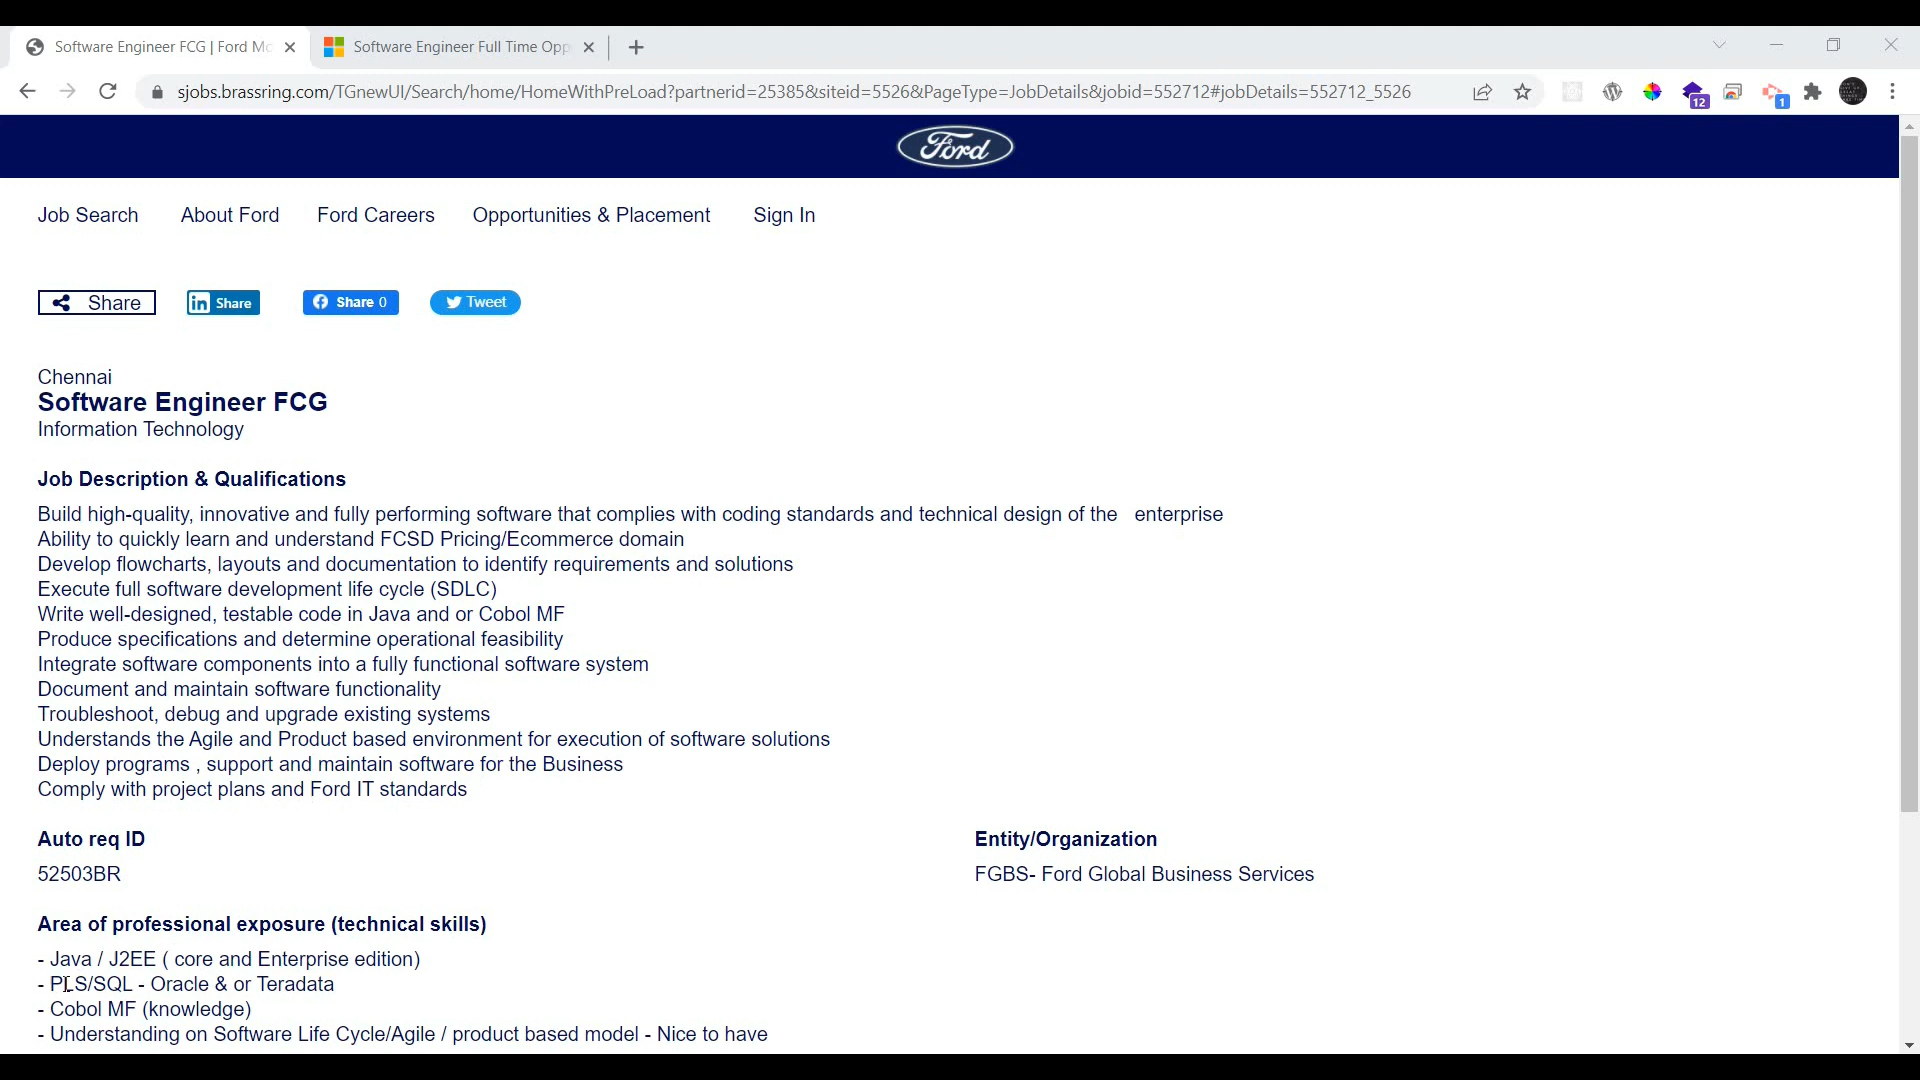 Software Engineer FCG | Ford Mo
Software Engineer Full Time Opp
sjobs.brassring.com/TGnewUI/Search/home/HomeWithPreLoad?partnerid=25385&siteid=5526&PageType=JobDetails&jobid=552712#jobDetails=552712_5526
12
1
Ford
Job Search About Ford Ford Careers Opportunities & Placement Sign In
Share in Share Share 0 Tweet
Chennai
Software Engineer FCG
Information Technology
Job Description & Qualifications
Build high-quality, innovative and fully performing software that complies with coding standards and technical design of the enterprise
Ability to quickly learn and understand FCSD Pricing/Ecommerce domain
Develop flowcharts, layouts and documentation to identify requirements and solutions
Execute full software development life cycle (SDLC)
Write well-designed, testable code in Java and or Cobol MF
Produce specifications and determine operational feasibility
Integrate software components into a fully functional software system
Document and maintain software functionality
Troubleshoot, debug and upgrade existing systems
Understands the Agile and Product based environment for execution of software solutions
Deploy programs , support and maintain software for the Business
Comply with project plans and Ford IT standards
Auto req ID
52503BR
Entity/Organization
FGBS- Ford Global Business Services
Area of professional exposure (technical skills)
- Java / J2EE ( core and Enterprise edition)
- PLS/SQL - Oracle & or Teradata
- Cobol MF (knowledge)
- Understanding on Software Life Cycle/Agile / product based model - Nice to have